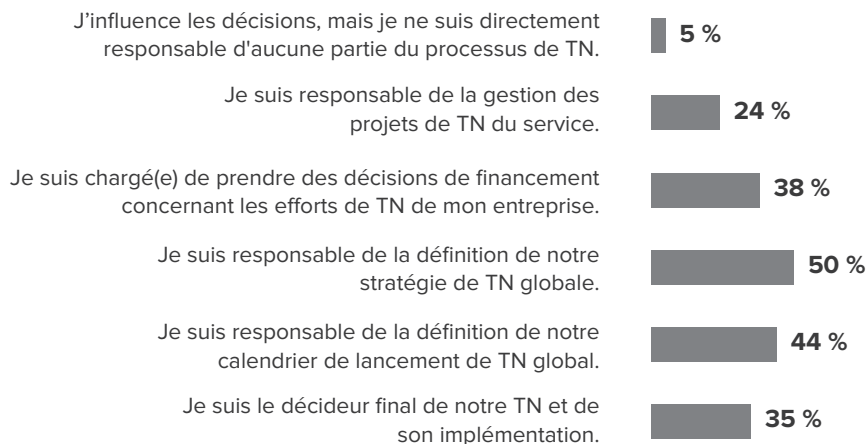 J’influence les décisions, mais je ne suis directement
responsable d'aucune partie du processus de TN.
5 %
Je suis responsable de la gestion des
projets de TN du service.
24 %
Je suis chargé(e) de prendre des décisions de financement
concernant les efforts de TN de mon entreprise.
38 %
Je suis responsable de la définition de notre
stratégie de TN globale.
50 %
Je suis responsable de la définition de notre
calendrier de lancement de TN global.
44 %
Je suis le décideur final de notre TN et de
son implémentation.
35 %